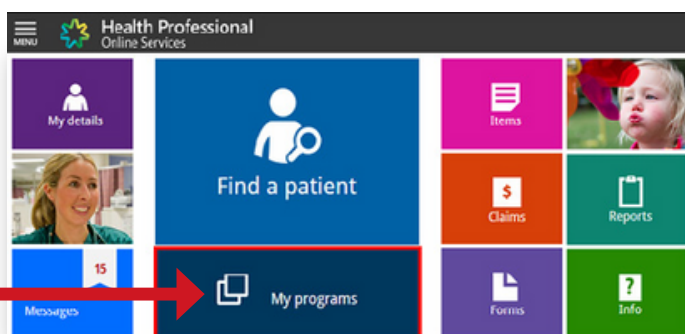 MENU
Health Professional
Online Services
My details
Find a patient
Items
$
Claims
Reports
15
Messages
My programs
Forms
?
Info